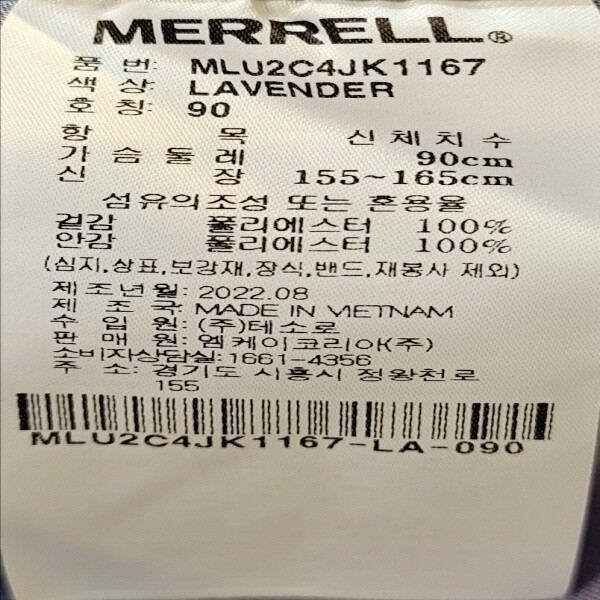 MERRELL®
품 번: MLU2C4JK1167
색 상: LAVENDER
호 칭: 90
항 목 신체치수
가슴둘레 90cm
신 장 155~165cm
섬유의조성 또는 혼용율
겉감 폴리에스터 100%
안감 폴리에스터 100%
(심지,상표,보강재,장식,밴드,재봉사 제외)
제조년월: 2022.08
제 조 국: MADE IN VIETNAM
수 입 원: (주)테소로
판 매 원: 엠케이코리아(주)
소비자상담실: 1661-4356
주 소: 경기도 시흥시 정왕천로
155
MLU2C4JK1167-LA-090